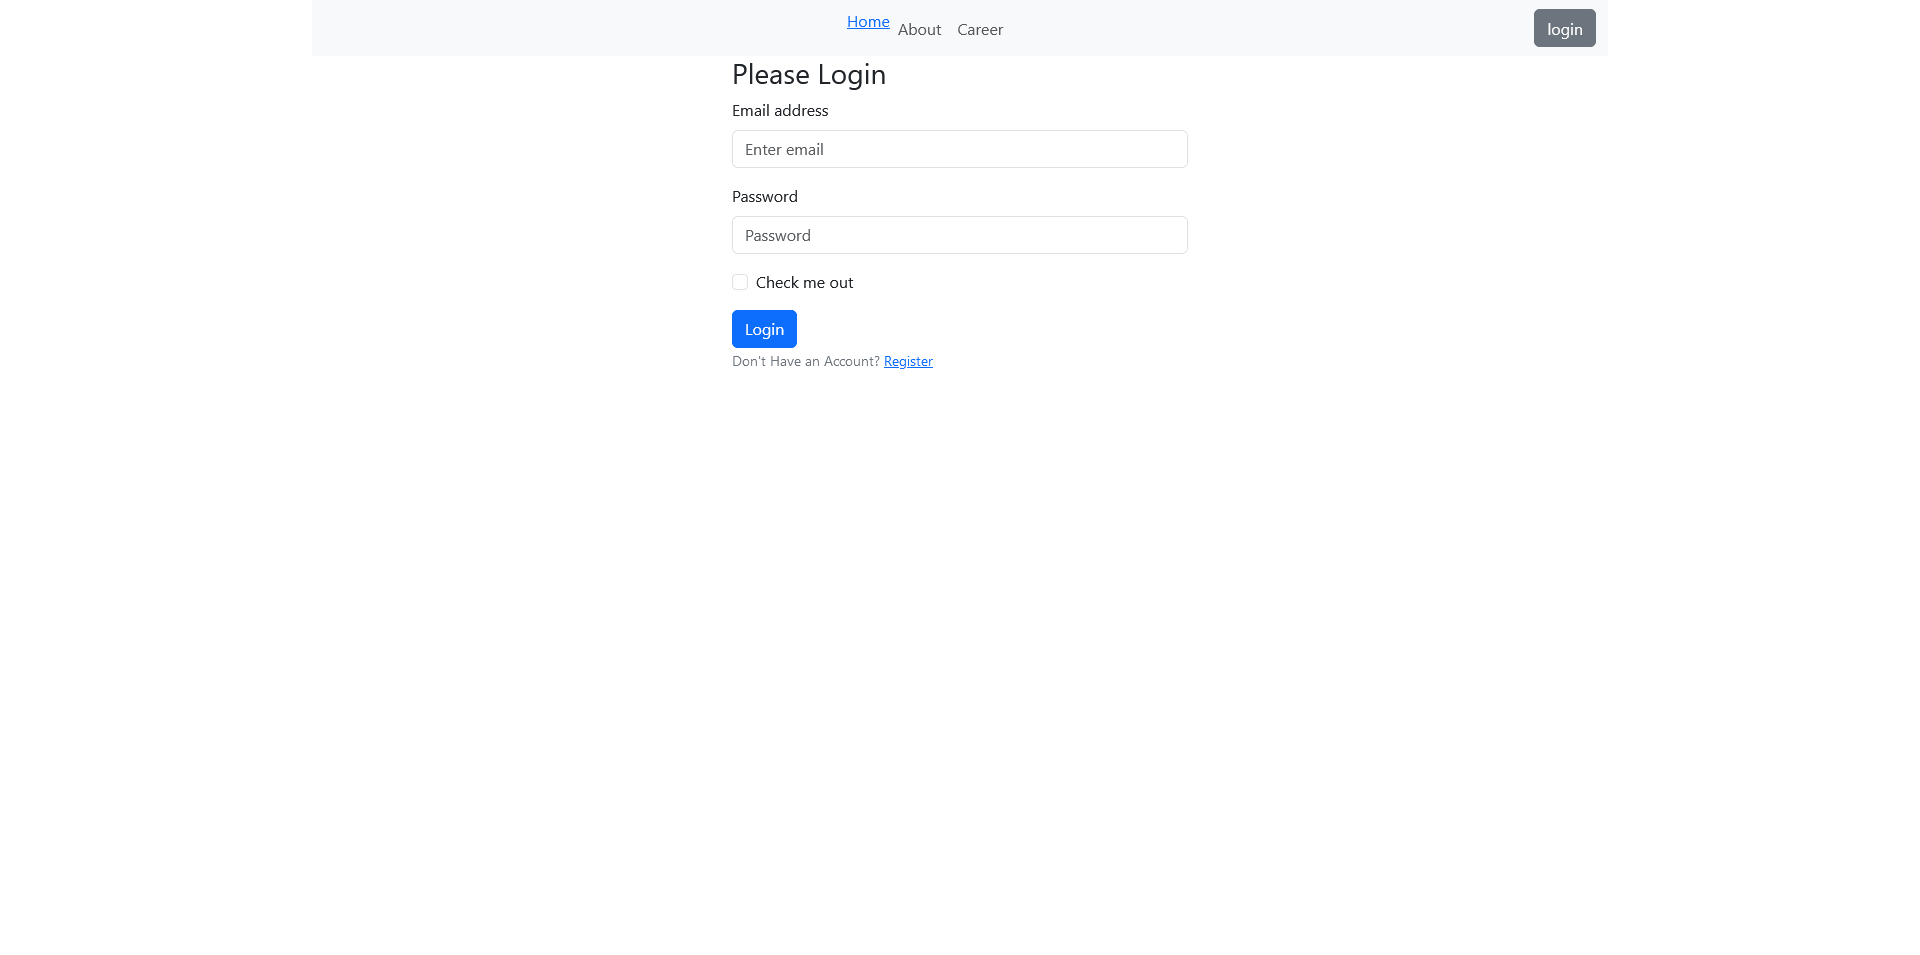 Home About Career login
Please Login
Email address
Enter email
Password
Password
Check me out
Login
Don't Have an Account? Register